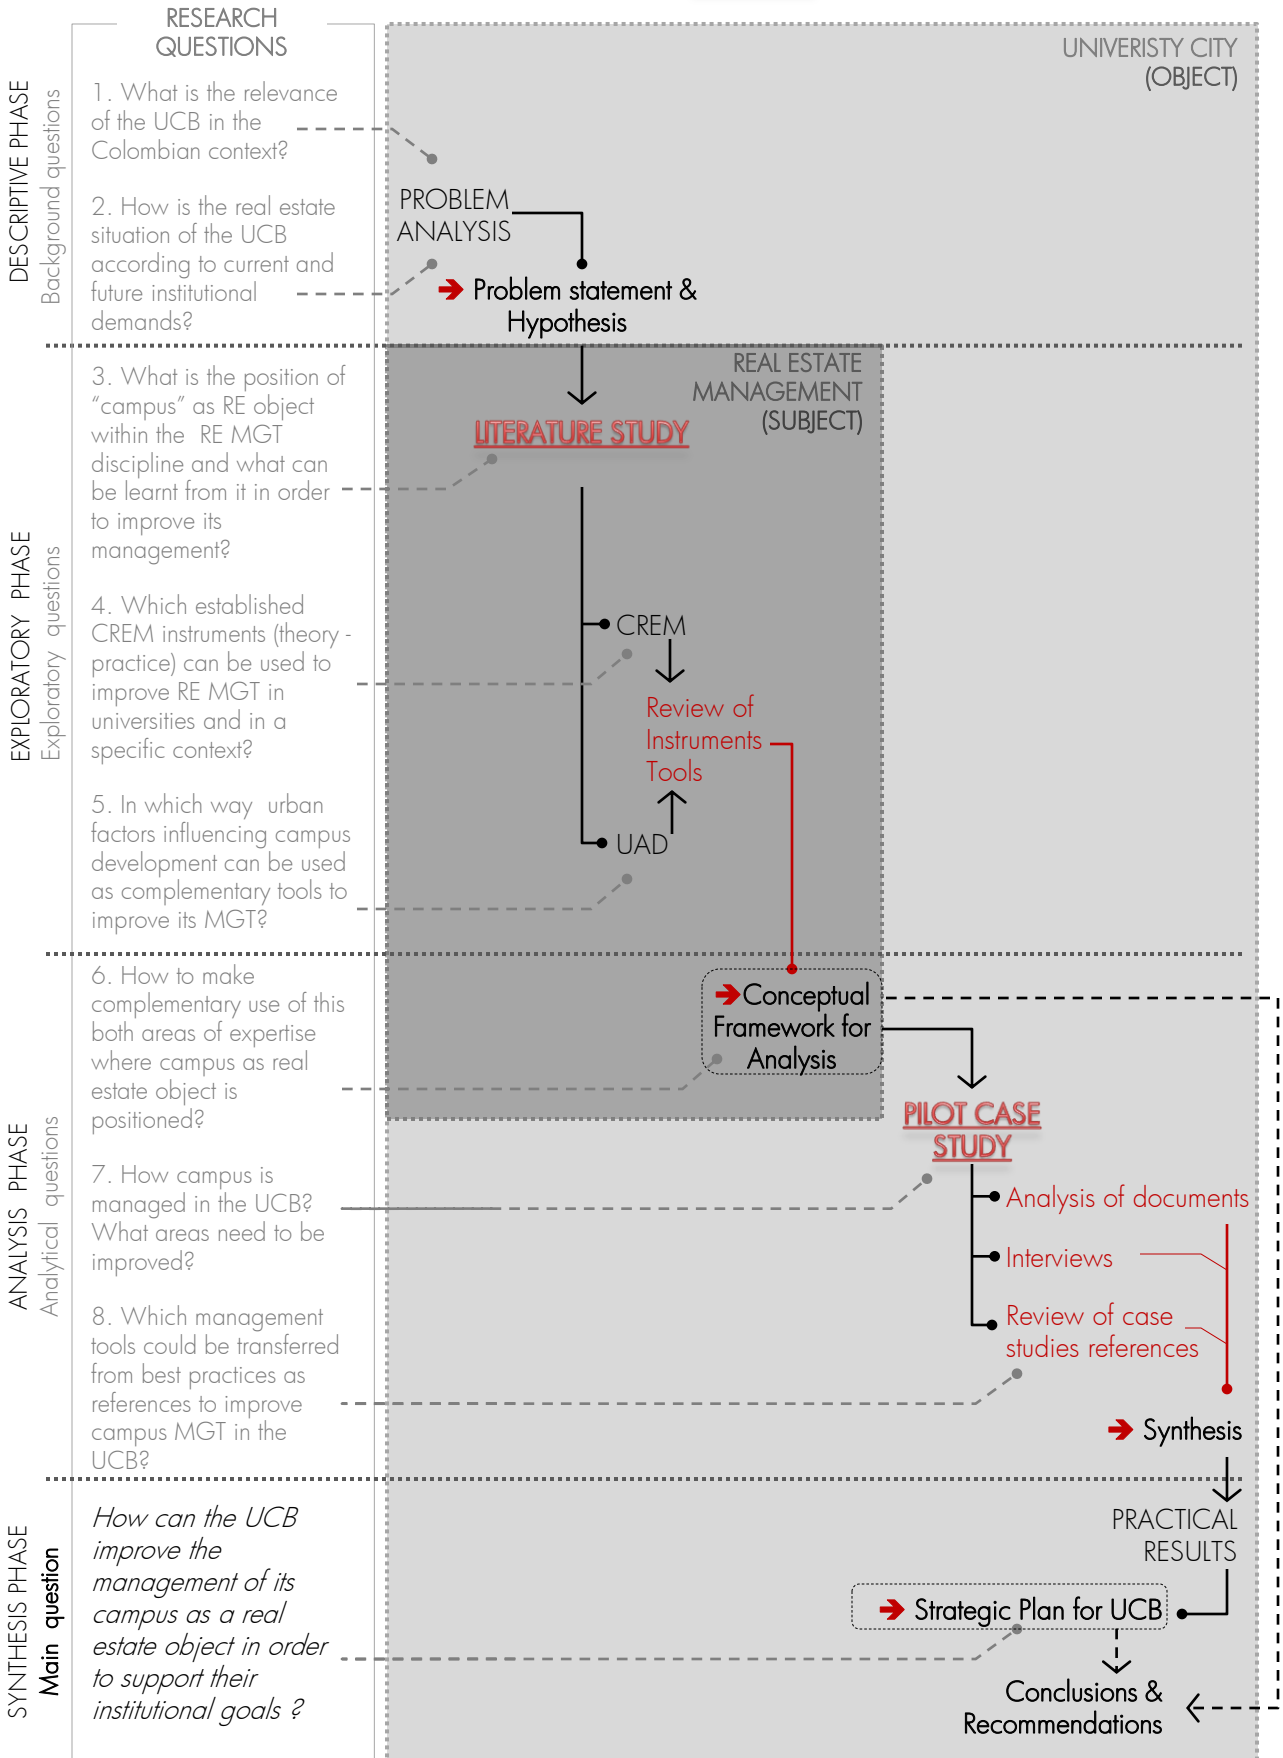 RESEARCH
QUESTIONS
UNIVERISTY CITY
(OBJECT)
DESCRIPTIVE PHASE
Background questions
1. What is the relevance
of the UCB in the
Colombian context?
2. How is the real estate
situation of the UCB
according to current and
future institutional
demands?
PROBLEM
ANALYSIS
Problem statement &
Hypothesis
EXPLORATORY PHASE
Exploratory questions
3. What is the position of
“campus” as RE object
within the RE MGT
discipline and what can
be learnt from it in order
to improve its
management?
4. Which established
CREM instruments (theory -
practice) can be used to
improve RE MGT in
universities and in a
specific context?
5. In which way urban
factors influencing campus
development can be used
as complementary tools to
improve its MGT?
REAL ESTATE
MANAGEMENT
(SUBJECT)
LITERATURE STUDY
CREM
Review of
Instruments
Tools
UAD
ANALYSIS PHASE
Analytical questions
6. How to make
complementary use of this
both areas of expertise
where campus as real
estate object is
positioned?
7. How campus is
managed in the UCB?
What areas need to be
improved?
8. Which management
tools could be transferred
from best practices as
references to improve
campus MGT in the
UCB?
Conceptual
Framework for
Analysis
PILOT CASE
STUDY
Analysis of documents
Interviews
Review of case
studies references
Synthesis
SYNTHESIS PHASE
Main question
How can the UCB
improve the
management of its
campus as a real
estate object in order
to support their
institutional goals ?
PRACTICAL
RESULTS
Strategic Plan for UCB
Conclusions &
Recommendations